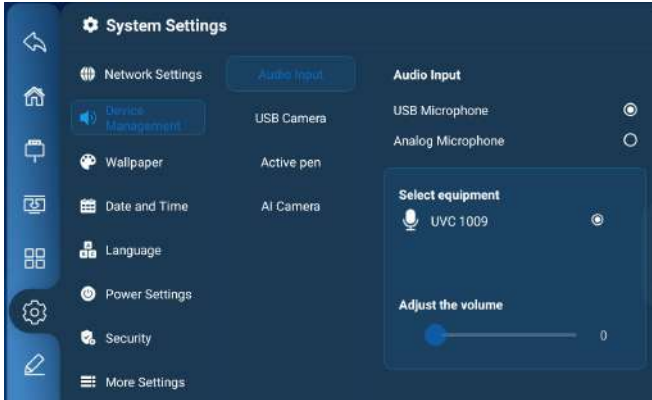 System Settings
Network Settings
Device
Management
Wallpaper
Date and Time
Language
Power Settings
Security
More Settings
Audio Input
USB Camera
Active pen
AI Camera
Audio Input
USB Microphone
Analog Microphone
Select equipment
UVC 1009
Adjust the volume
0